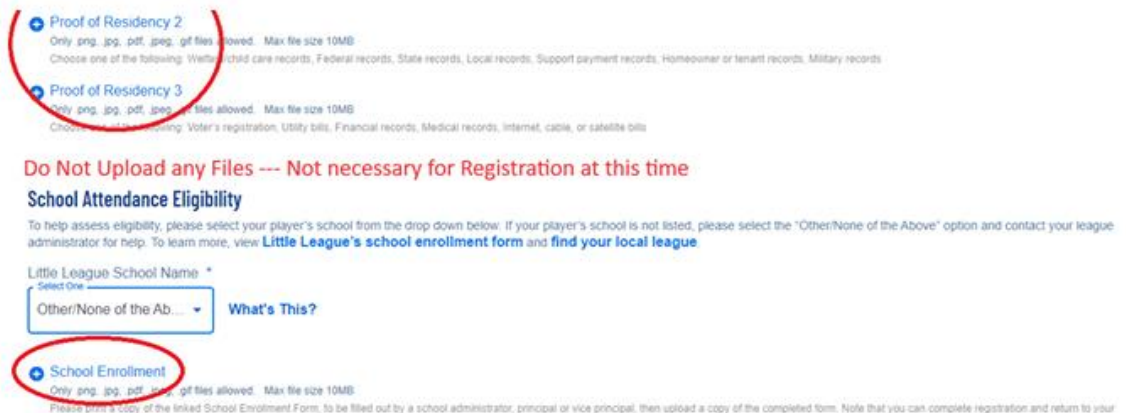 Proof of Residency 2
Only .png, .jpg, .pdf, .jpeg, .gif files allowed. Max file size 10MB
Choose one of the following: Welfare/child care records, Federal records, State records, Local records, Support payment records, Homeowner or tenant records, Military records
Proof of Residency 3
Only .png, .jpg, .pdf, .jpeg, .gif files allowed. Max file size 10MB
Choose one of the following: Voter's registration, Utility bills, Financial records, Medical records, Internet, cable, or satellite bills
Do Not Upload any Files --- Not necessary for Registration at this time
School Attendance Eligibility
To help assess eligibility, please select your player's school from the drop down below. If your player's school is not listed, please select the "Other/None of the Above" option and contact your league
administrator for help. To learn more, view Little League's school enrollment form and find your local league
Little League School Name *
Select One
Other/None of the Ab...
What's This?
School Enrollment
Only .png, .jpg, .pdf, .jpeg, .gif files allowed. Max file size 10MB
Please print a copy of the linked School Enrollment Form, to be filled out by a school administrator, principal or vice principal, then upload a copy of the completed form. Note that you can complete registration and return to your